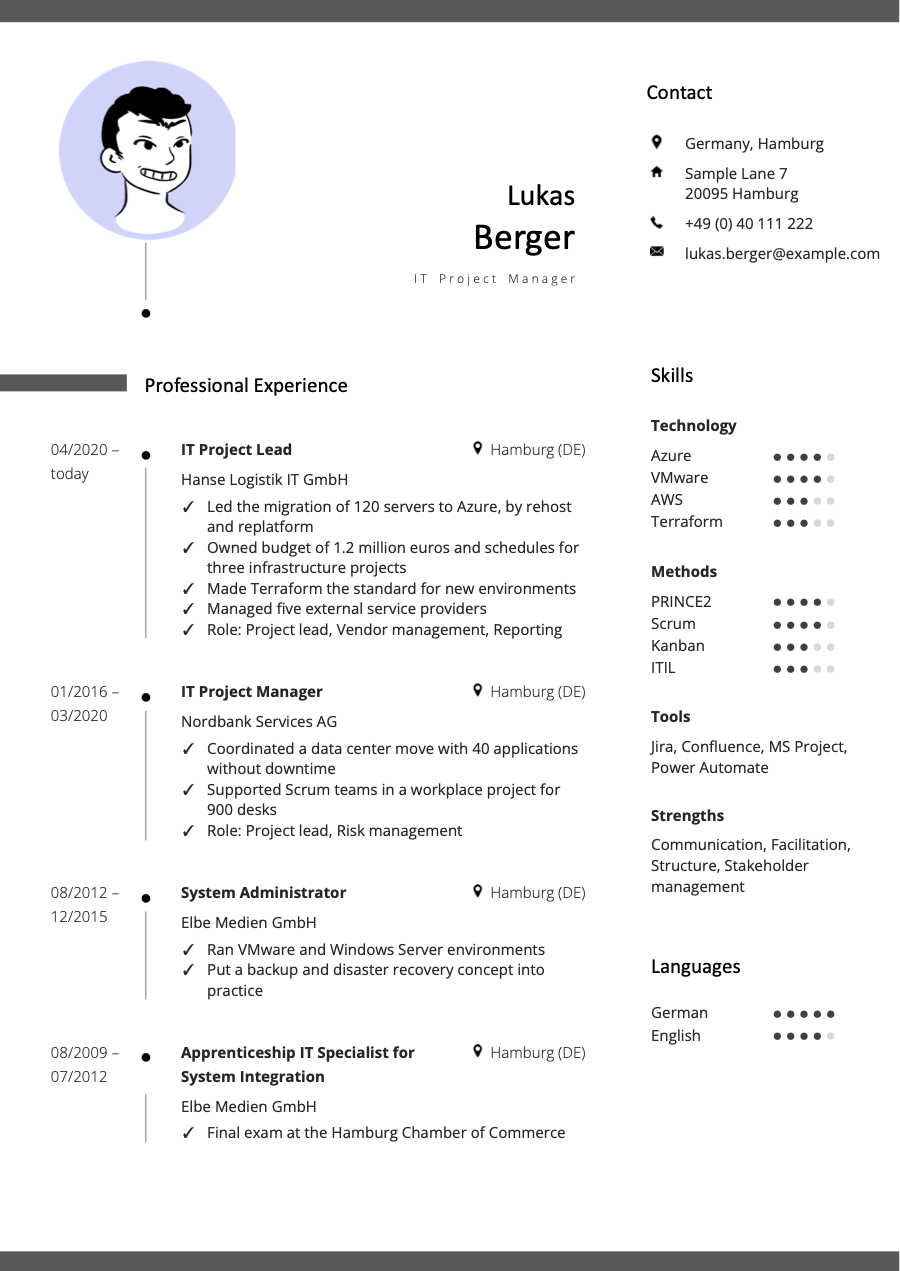 Lukas
Berger
IT Project Manager
Contact
Germany, Hamburg
Sample Lane 7
20095 Hamburg
+49 (0) 40 111 222
lukas.berger@example.com
Professional Experience
04/2020 –
today
IT Project Lead
Hamburg (DE)
Hanse Logistik IT GmbH
✓ Led the migration of 120 servers to Azure, by rehost
and replatform
✓ Owned budget of 1.2 million euros and schedules for
three infrastructure projects
✓ Made Terraform the standard for new environments
✓ Managed five external service providers
✓ Role: Project lead, Vendor management, Reporting
01/2016 –
03/2020
IT Project Manager
Hamburg (DE)
Nordbank Services AG
✓ Coordinated a data center move with 40 applications
without downtime
✓ Supported Scrum teams in a workplace project for
900 desks
✓ Role: Project lead, Risk management
08/2012 –
12/2015
System Administrator
Hamburg (DE)
Elbe Medien GmbH
✓ Ran VMware and Windows Server environments
✓ Put a backup and disaster recovery concept into
practice
08/2009 –
07/2012
Apprenticeship IT Specialist for
System Integration
Hamburg (DE)
Elbe Medien GmbH
✓ Final exam at the Hamburg Chamber of Commerce
Skills
Technology
Azure
VMware
AWS
Terraform
Methods
PRINCE2
Scrum
Kanban
ITIL
Tools
Jira, Confluence, MS Project,
Power Automate
Strengths
Communication, Facilitation,
Structure, Stakeholder
management
Languages
German
English